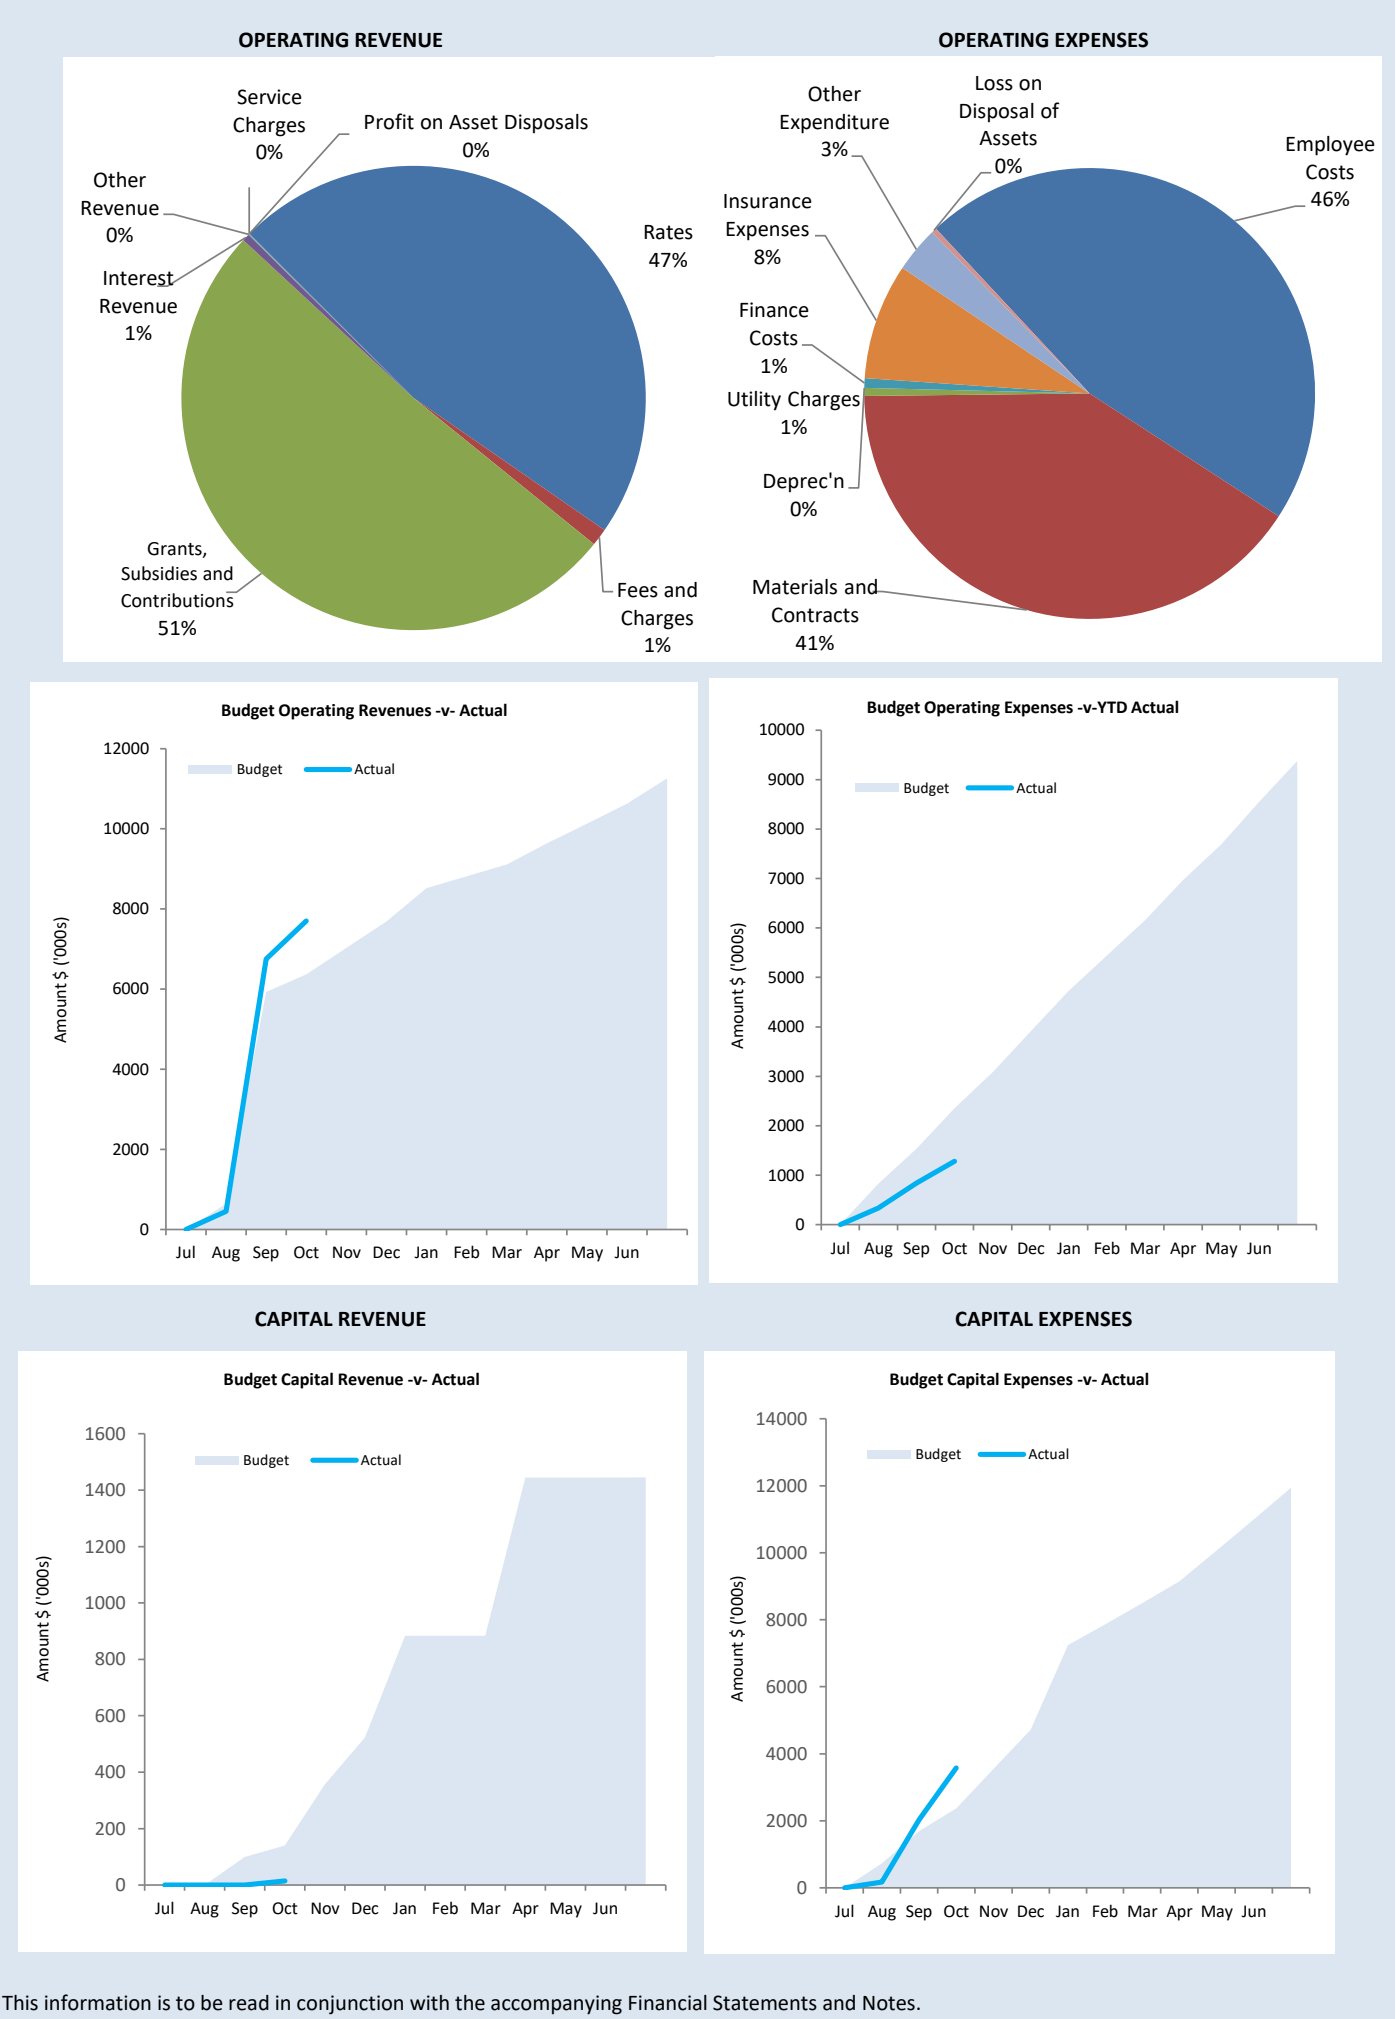 OPERATING REVENUE
Service
Charges
0%
Profit on Asset Disposals
0%
Other
Revenue
0%
Rates
47%
Interest
Revenue
1%
Grants,
Subsidies and
Contributions
51%
Fees and
Charges
1%
OPERATING EXPENSES
Loss on
Disposal of
Assets
0%
Other
Expenditure
3%
Employee
Costs
46%
Insurance
Expenses
8%
Finance
Costs
1%
Utility Charges
1%
Deprec'n
0%
Materials and
Contracts
41%
Budget Operating Revenues -v- Actual
Budget Actual
Amount $ ('000s)
12000
10000
8000
6000
4000
2000
0
Jul Aug Sep Oct Nov Dec Jan Feb Mar Apr May Jun
Budget Operating Expenses -v-YTD Actual
Budget Actual
Amount $ ('000s)
10000
9000
8000
7000
6000
5000
4000
3000
2000
1000
0
Jul Aug Sep Oct Nov Dec Jan Feb Mar Apr May Jun
CAPITAL REVENUE
Budget Capital Revenue -v- Actual
Budget Actual
Amount $ ('000s)
1600
1400
1200
1000
800
600
400
200
0
Jul Aug Sep Oct Nov Dec Jan Feb Mar Apr May Jun
CAPITAL EXPENSES
Budget Capital Expenses -v- Actual
Budget Actual
Amount $ ('000s)
14000
12000
10000
8000
6000
4000
2000
0
Jul Aug Sep Oct Nov Dec Jan Feb Mar Apr May Jun
This information is to be read in conjunction with the accompanying Financial Statements and Notes.